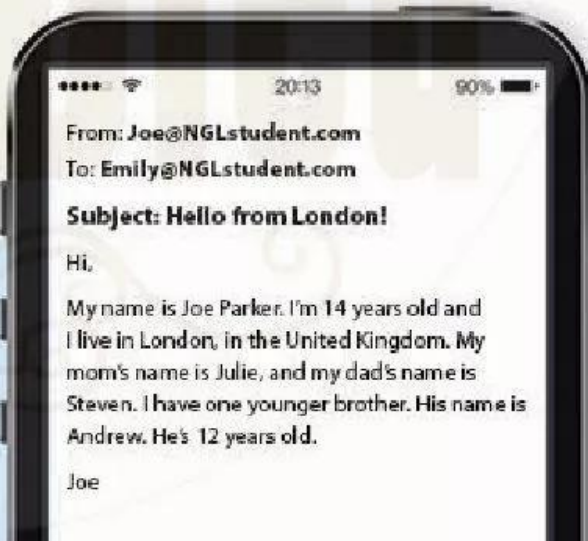 20:13
90%
From: Joe@NGLstudent.com
To: Emily@NGLstudent.com
Subject: Hello from London!
Hi,
My name is Joe Parker. I'm 14 years old and
I live in London, in the United Kingdom. My
mom's name is Julie, and my dad's name is
Steven. I have one younger brother. His name is
Andrew. He's 12 years old.
Joe